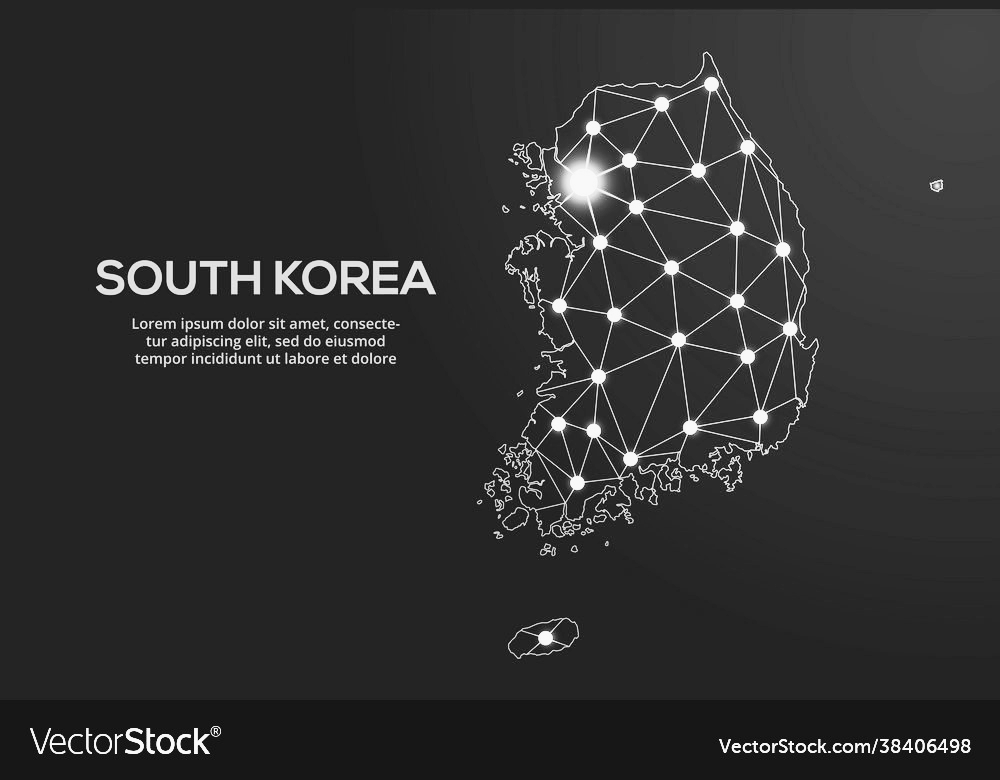 SOUTH KOREA
Lorem ipsum dolor sit amet, consecte-
tur adipiscing elit, sed do eiusmod
tempor incididunt ut labore et dolore
VectorStock®
VectorStock.com/38406498